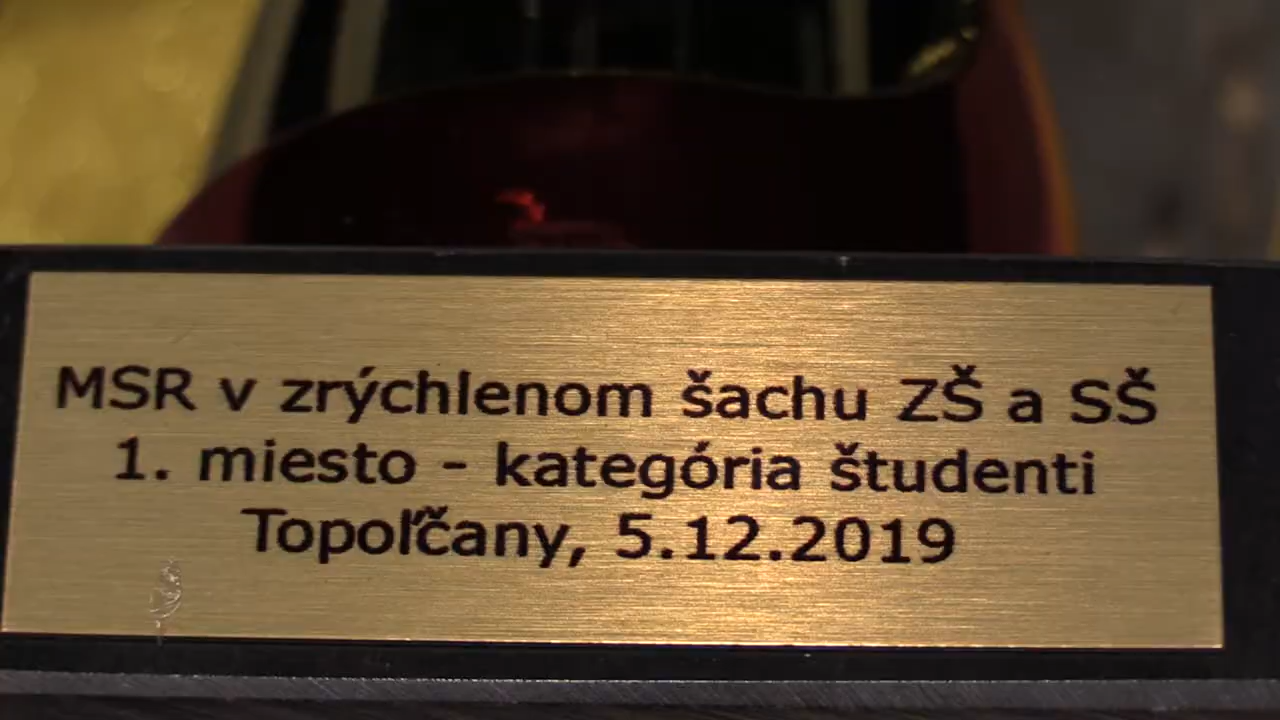 MSR v zrýchlenom šachu ZŠ a SŠ
1. miesto - kategória študenti
Topoľčany, 5.12.2019